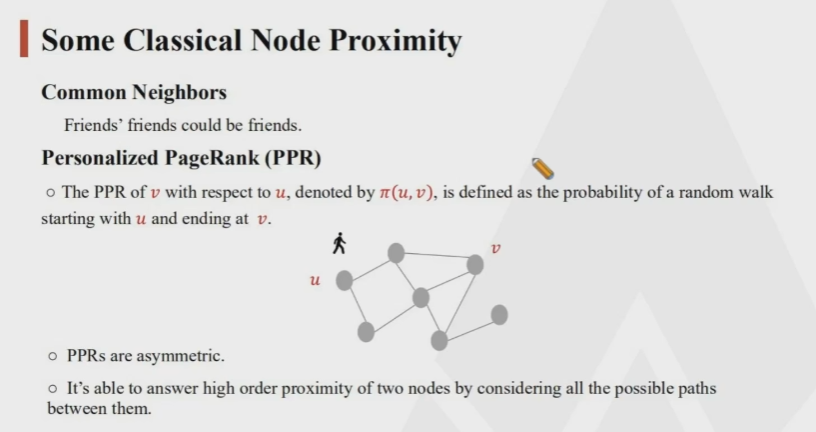 Some Classical Node Proximity
Common Neighbors
Friends’ friends could be friends.
Personalized PageRank (PPR)
○ The PPR of v with respect to u, denoted by π(u, v), is defined as the probability of a random walk
starting with u and ending at v.
v
u
○ PPRs are asymmetric.
○ It’s able to answer high order proximity of two nodes by considering all the possible paths
between them.